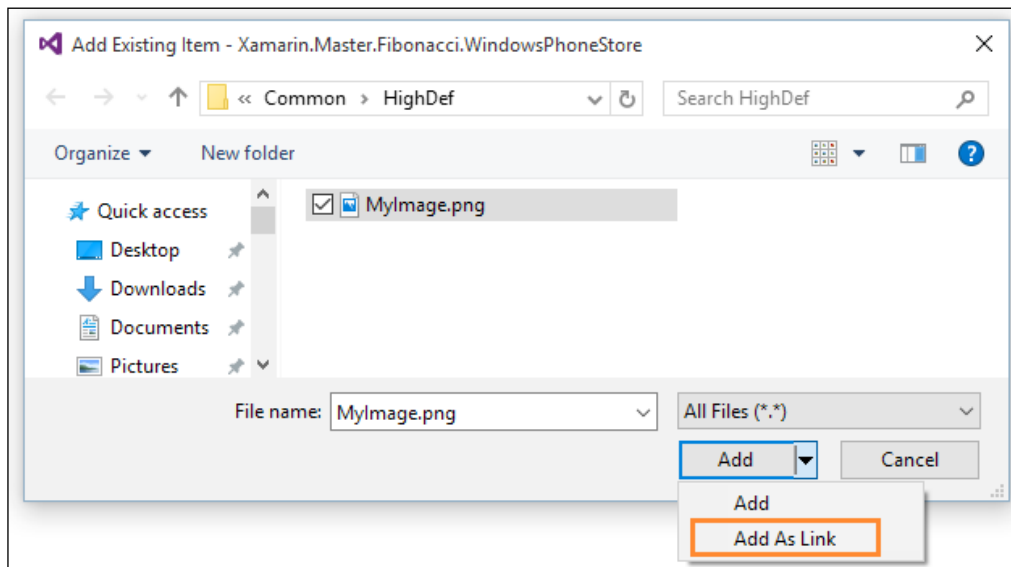 Add Existing Item - Xamarin.Master.Fibonacci.WindowsPhoneStore
« Common › HighDef
Search HighDef
Organize
New folder
?
Quick access
MyImage.png
Desktop
Downloads
Documents
Pictures
File name:
MyImage.png
All Files (*.*)
Add
Cancel
Add
Add As Link